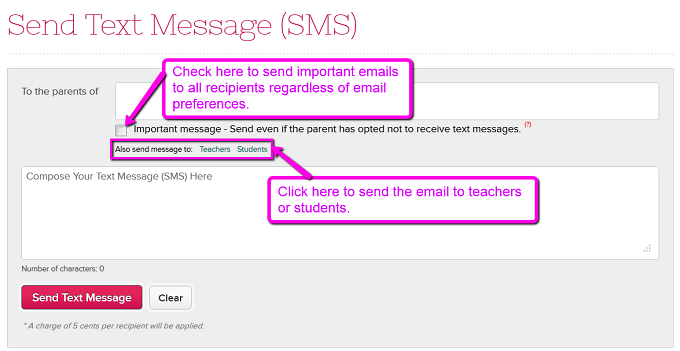 Send Text Message (SMS)
Check here to send important emails
to all recipients regardless of email
preferences.
To the parents of
Important message - Send even if the parent has opted not to receive text messages. (?)
Also send message to: Teachers Students
Compose Your Text Message (SMS) Here
Click here to send the email to teachers
or students.
Number of characters: 0
Send Text Message Clear
* A charge of 5 cents per recipient will be applied.